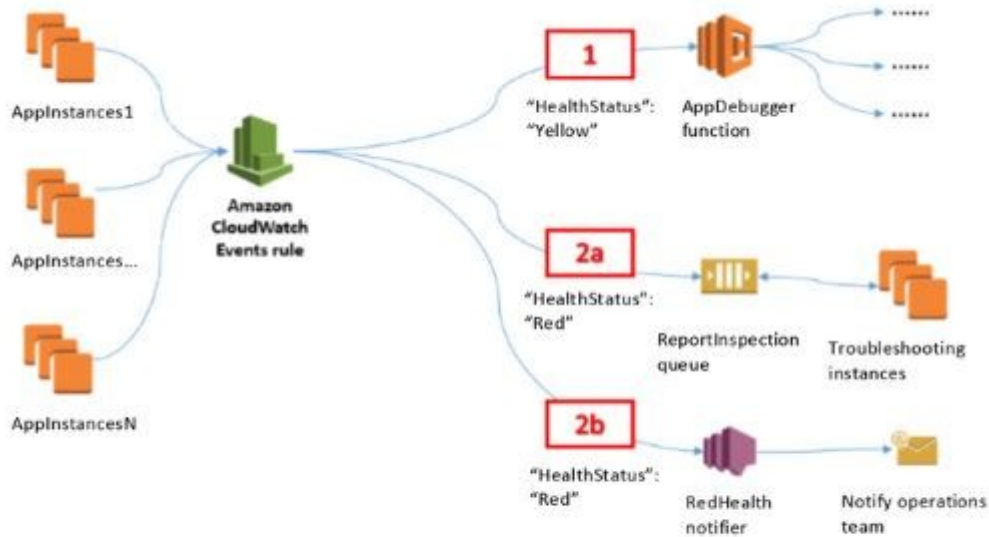 AppInstances1
AppInstances...
AppInstancesN
Amazon
CloudWatch
Events rule
1
"HealthStatus":
"Yellow"
AppDebugger
function
......
......
......
2a
"HealthStatus":
"Red"
ReportInspection
queue
Troubleshooting
instances
2b
"HealthStatus":
"Red"
RedHealth
notifier
Notify operations
team